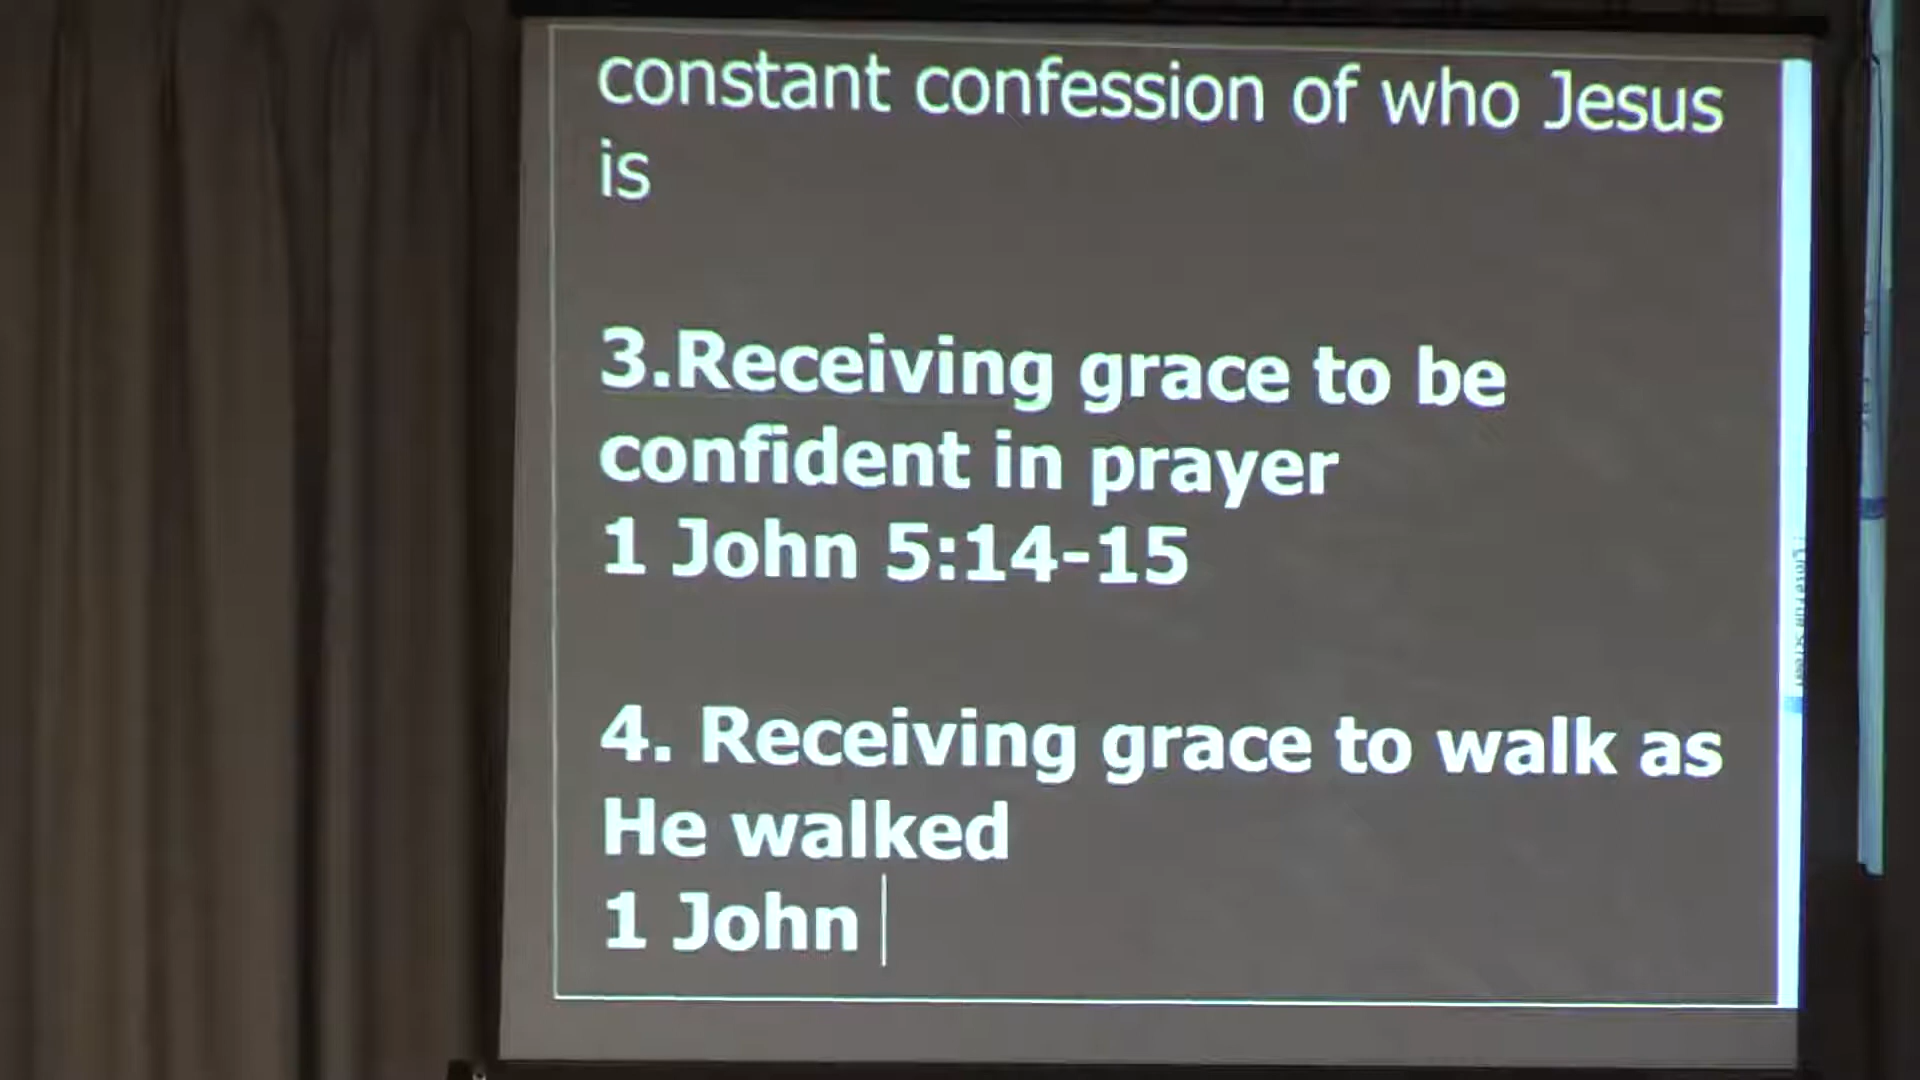 constant confession of who Jesus
is
3.Receiving grace to be
confident in prayer
1 John 5:14-15
4. Receiving grace to walk as
He walked
1 John